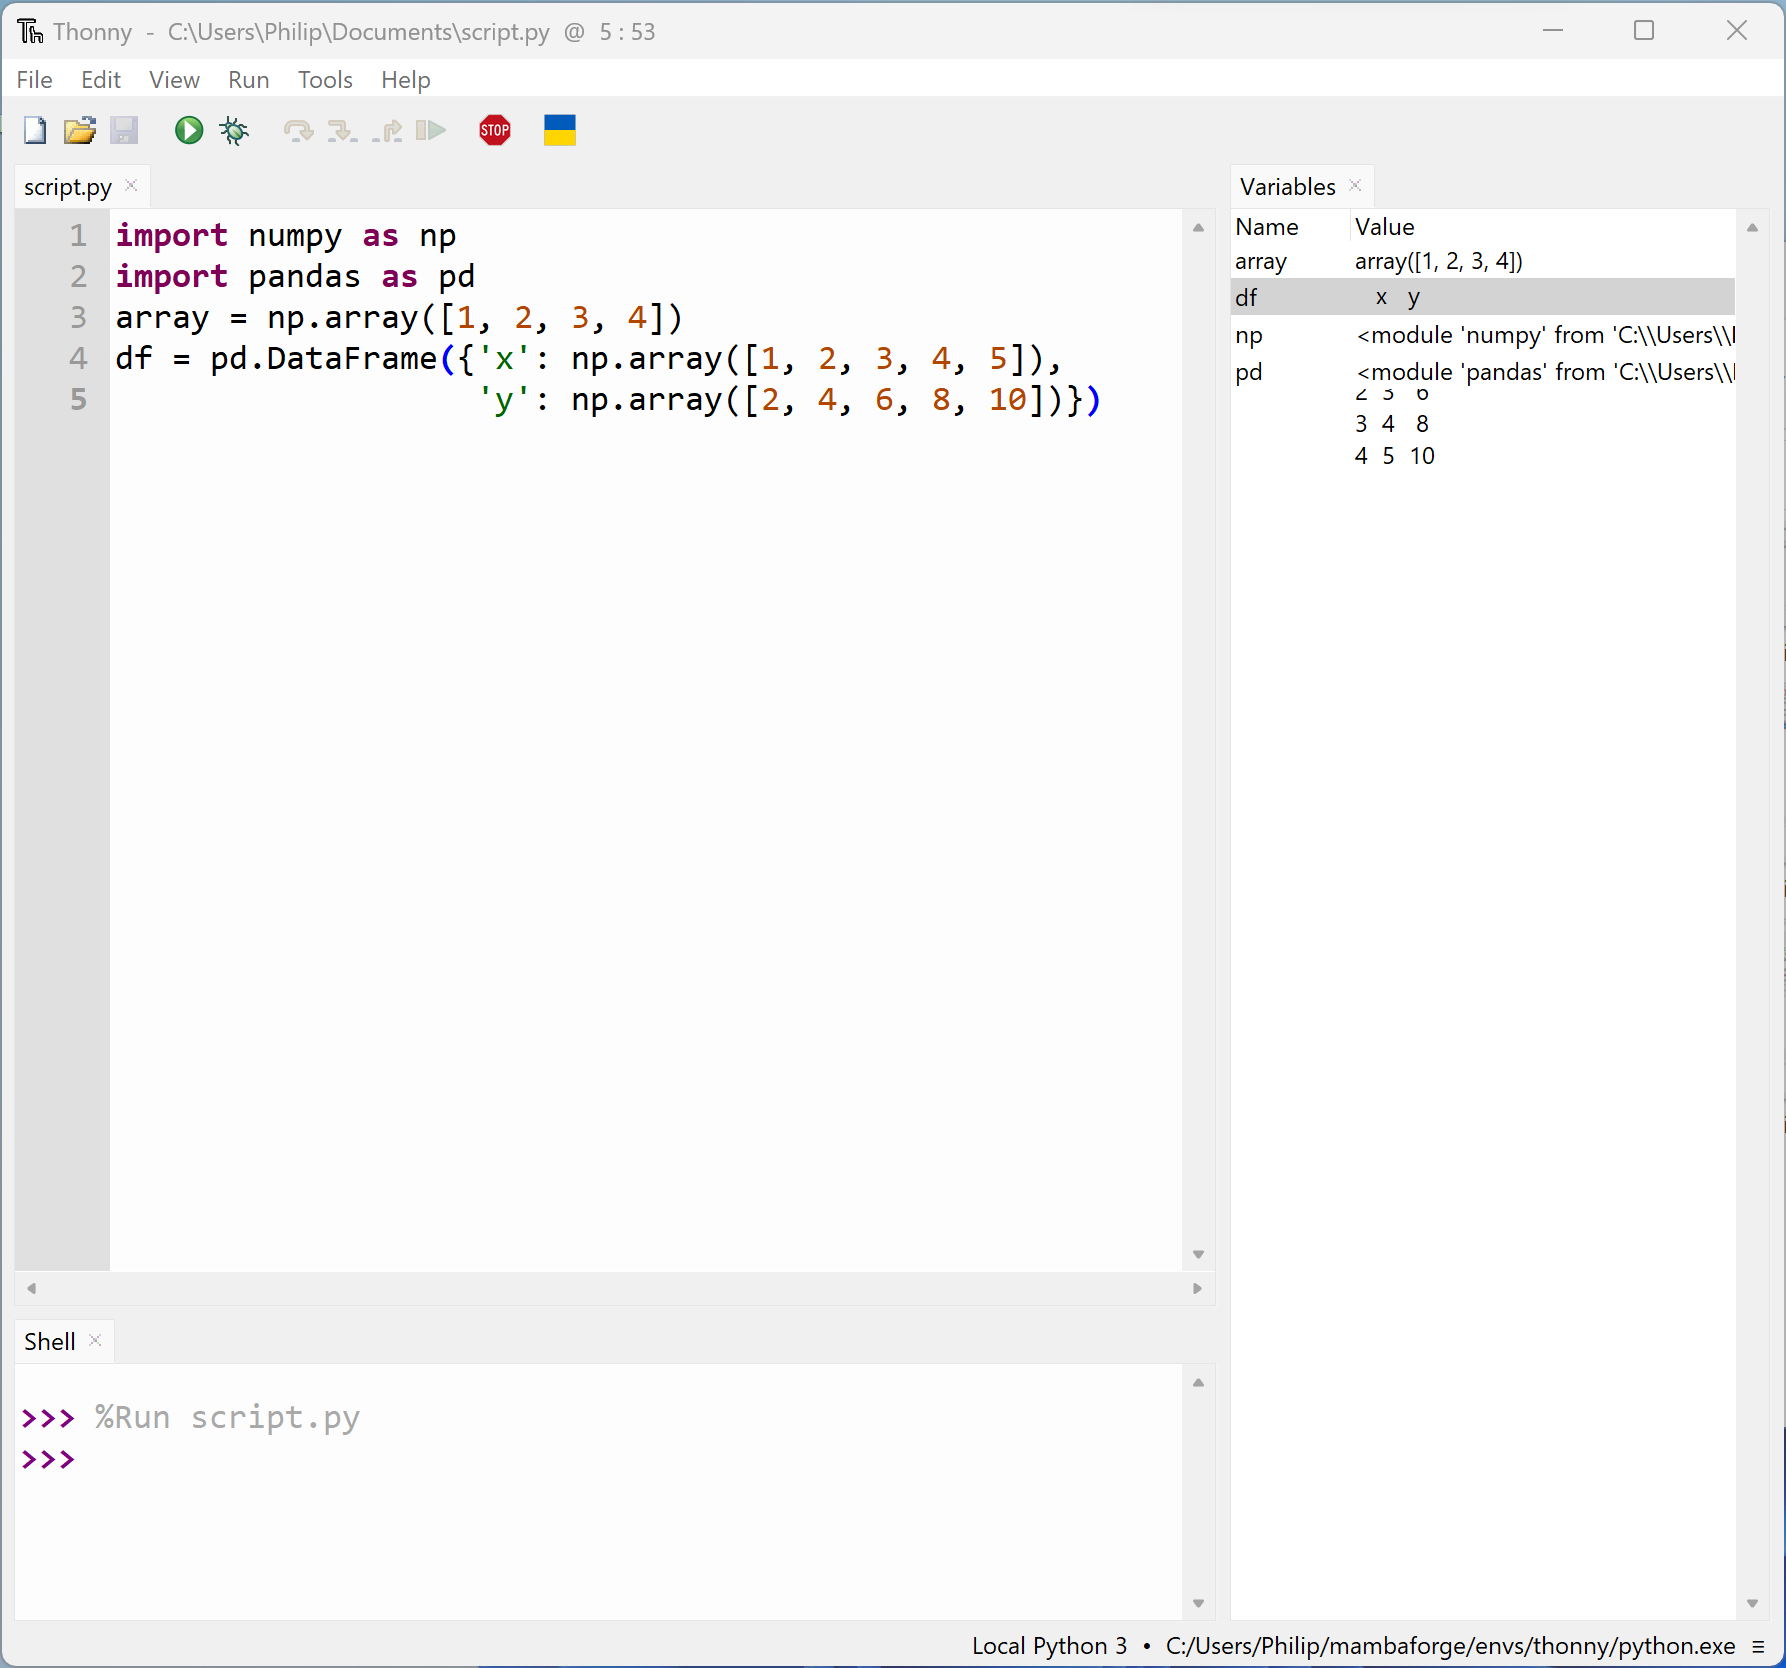 Thonny - C:\Users\Philip\Documents\script.py @ 5 : 53
File Edit View Run Tools Help
STOP
script.py
1 import numpy as np
2 import pandas as pd
3 array = np.array([1, 2, 3, 4])
4 df = pd.DataFrame({'x': np.array([1, 2, 3, 4, 5]),
5                    'y': np.array([2, 4, 6, 8, 10])})
Variables
Name Value
array array([1, 2, 3, 4])
df x y
np <module 'numpy' from 'C:\\Users\\
pd <module 'pandas' from 'C:\\Users\\
2 3 6
3 4 8
4 5 10
Shell
>>> %Run script.py
>>>
Local Python 3 • C:/Users/Philip/mambaforge/envs/thonny/python.exe ≡